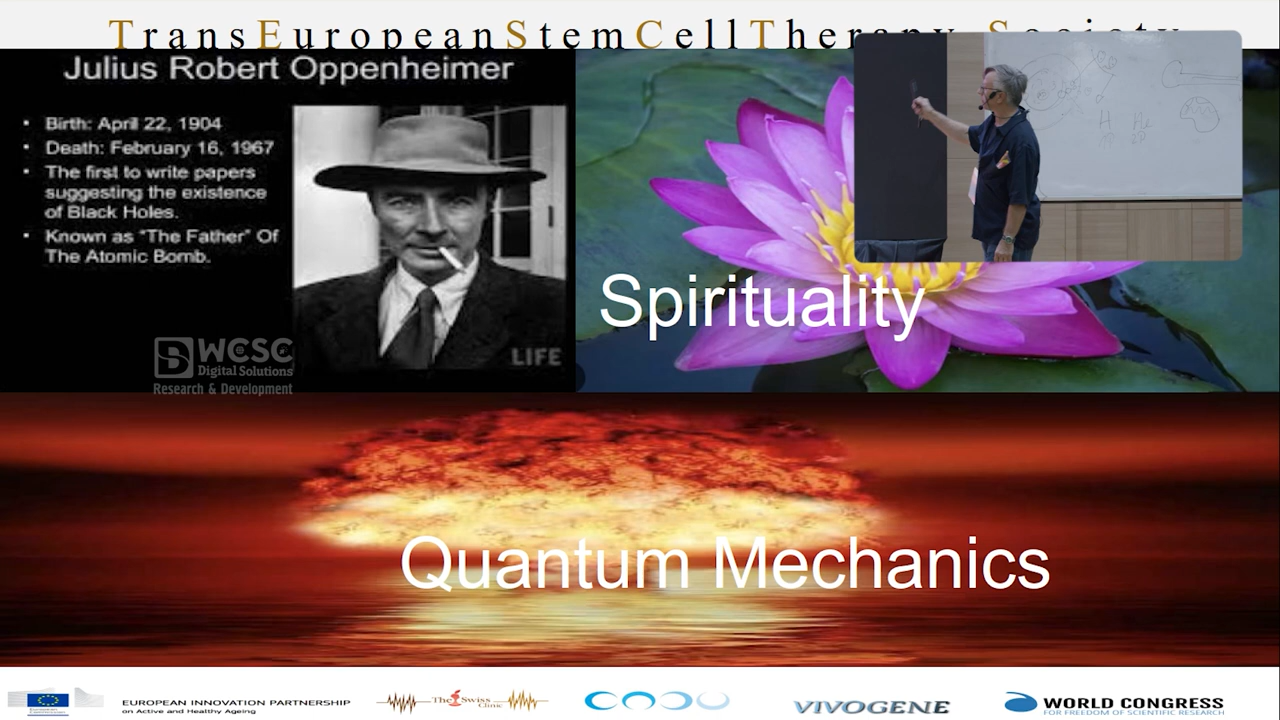 TransEuropeanStemCellTherapy Society
Julius Robert Oppenheimer
• Birth: April 22, 1904
• Death: February 16, 1967
• The first to write papers
suggesting the existence
of Black Holes.
• Known as "The Father" Of
The Atomic Bomb.
LIFE
WCSC
Digital Solutions
Research & Development
Spirituality
Quantum Mechanics
EUROPEAN INNOVATION PARTNERSHIP
on Active and Healthy Ageing
The Swiss
Clinic
VIVOGENE
WORLD CONGRESS
FOR FREEDOM OF SCIENTIFIC RESEARCH